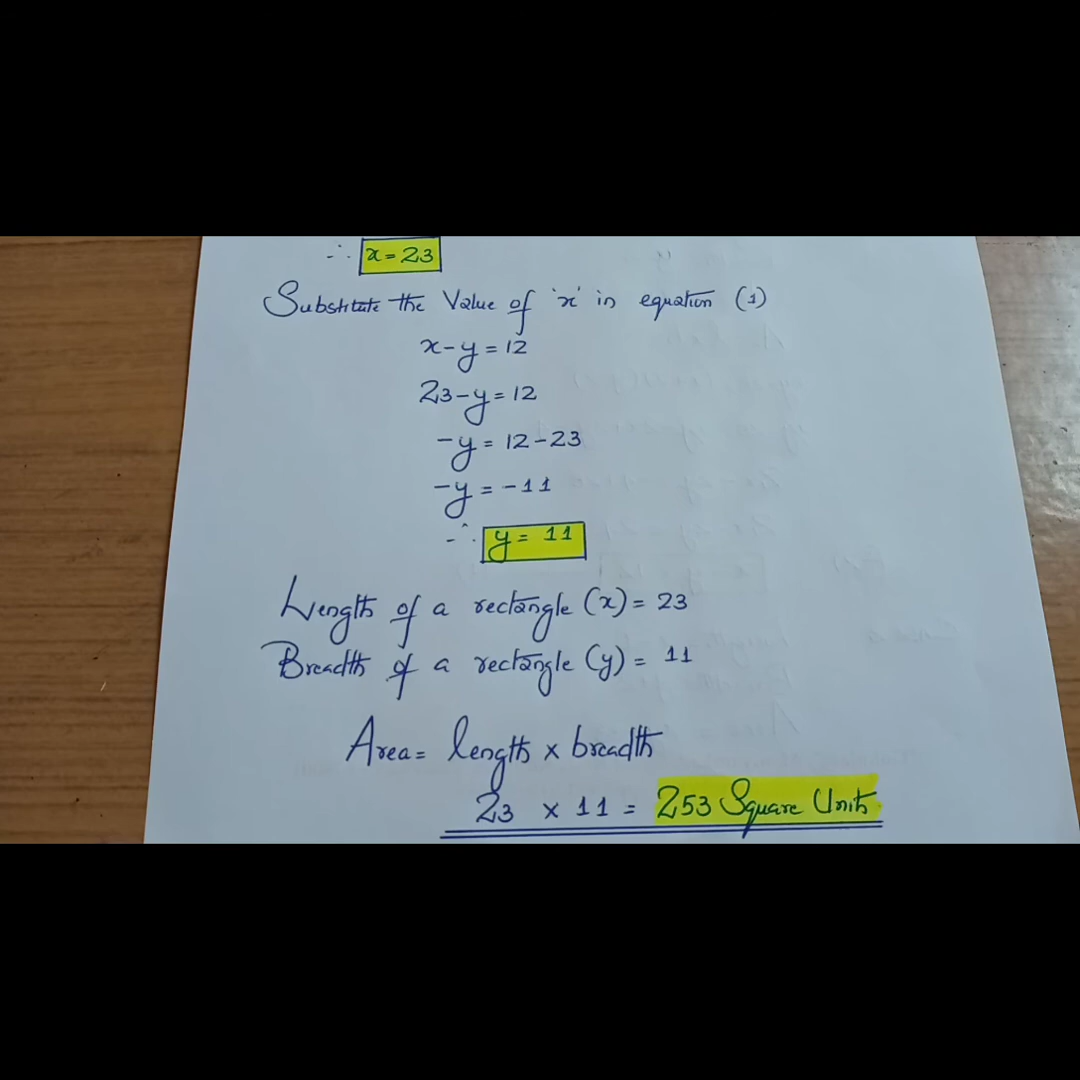 ∴ x = 23
Substitute the Value of 'x' in equation (1)
x - y = 12
23 - y = 12
- y = 12 - 23
- y = - 11
∴ y = 11
Length of a rectangle (x) = 23
Breadth of a rectangle (y) = 11
Area = length × breadth
23 × 11 = 253 Square Units